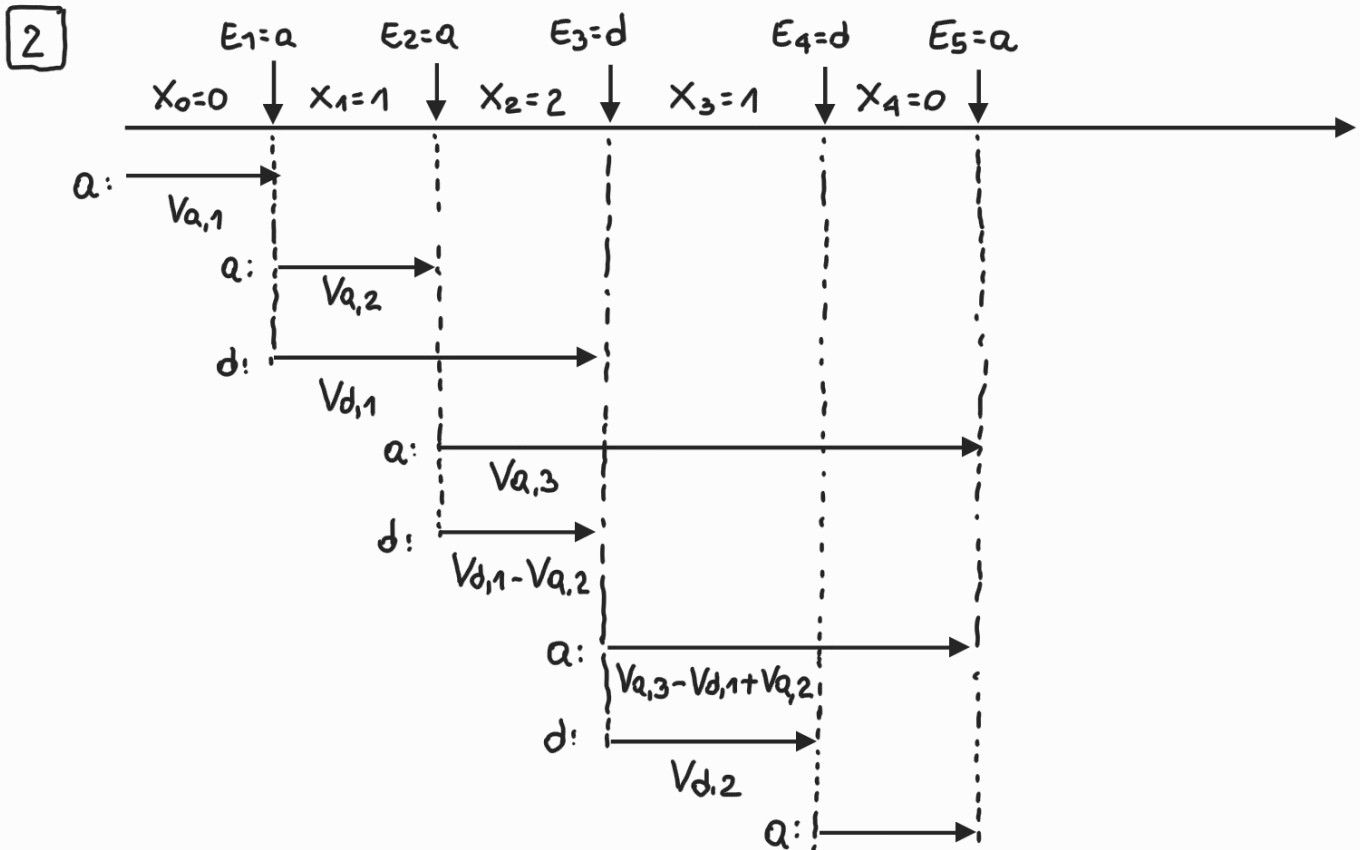 2
E1=a E2=a E3=d E4=d E5=a
X0=0 X1=1 X2=2 X3=1 X4=0
a:
Va,1
a:
Va,2
d:
Vd,1
a:
Va,3
d:
Vd,1-Va,2
a:
Va,3-Vd,1+Va,2
d:
Vd,2
a: